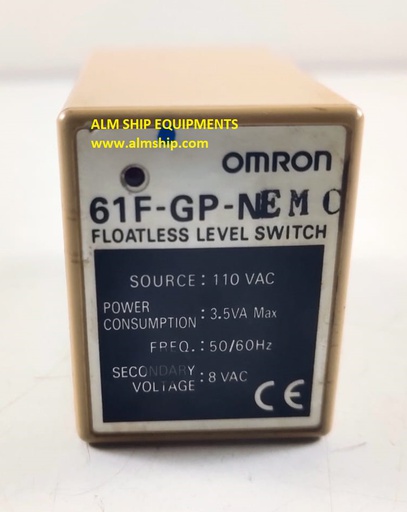 ALM SHIP EQUIPMENTS
www.almship.com
OMRON
61F-GP-NEMC
FLOATLESS LEVEL SWITCH
SOURCE: 110 VAC
POWER CONSUMPTION : 3.5VA Max
FREQ.: 50/60Hz
SECONDARY VOLTAGE : 8 VAC
CE